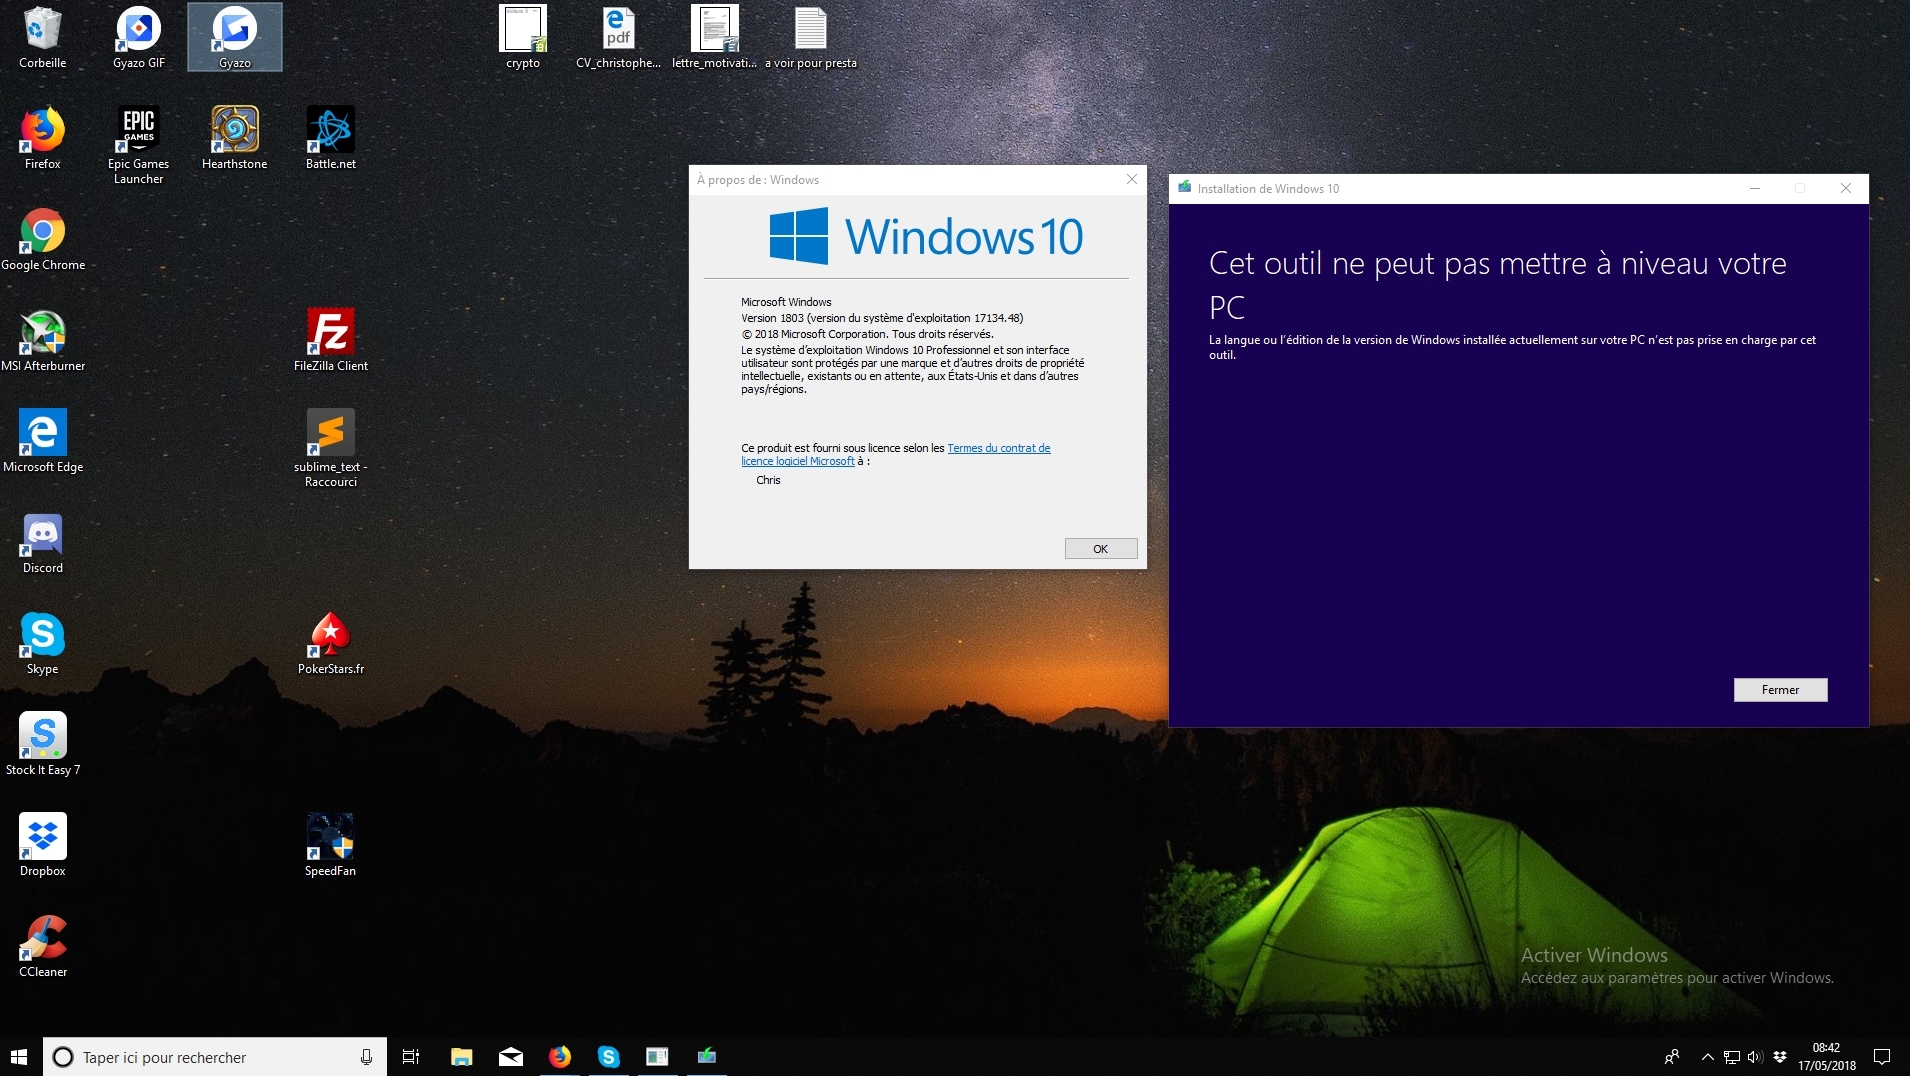 Corbeille
Gyazo GIF
Gyazo
crypto
pdf
CV_christophe...
lettre_motivati...
a voir pour presta
Firefox
EPIC
GAMES
Epic Games
Launcher
Hearthstone
Battle.net
Google Chrome
MSI Afterburner
FileZilla Client
Microsoft Edge
sublime_text -
Raccourci
Discord
Skype
PokerStars.fr
Stock It Easy 7
Dropbox
SpeedFan
CCleaner
À propos de : Windows
Windows 10
Microsoft Windows
Version 1803 (version du système d'exploitation 17134.48)
© 2018 Microsoft Corporation. Tous droits réservés.
Le système d’exploitation Windows 10 Professionnel et son interface
utilisateur sont protégés par une marque et d’autres droits de propriété
intellectuelle, existants ou en attente, aux États-Unis et dans d’autres
pays/régions.
Ce produit est fourni sous licence selon les Termes du contrat de
licence logiciel Microsoft à :
Chris
OK
Installation de Windows 10
Cet outil ne peut pas mettre à niveau votre
PC
La langue ou l’édition de la version de Windows installée actuellement sur votre PC n’est pas prise en charge par cet
outil.
Fermer
Activer Windows
Accédez aux paramètres pour activer Windows.
Taper ici pour rechercher
08:42
17/05/2018